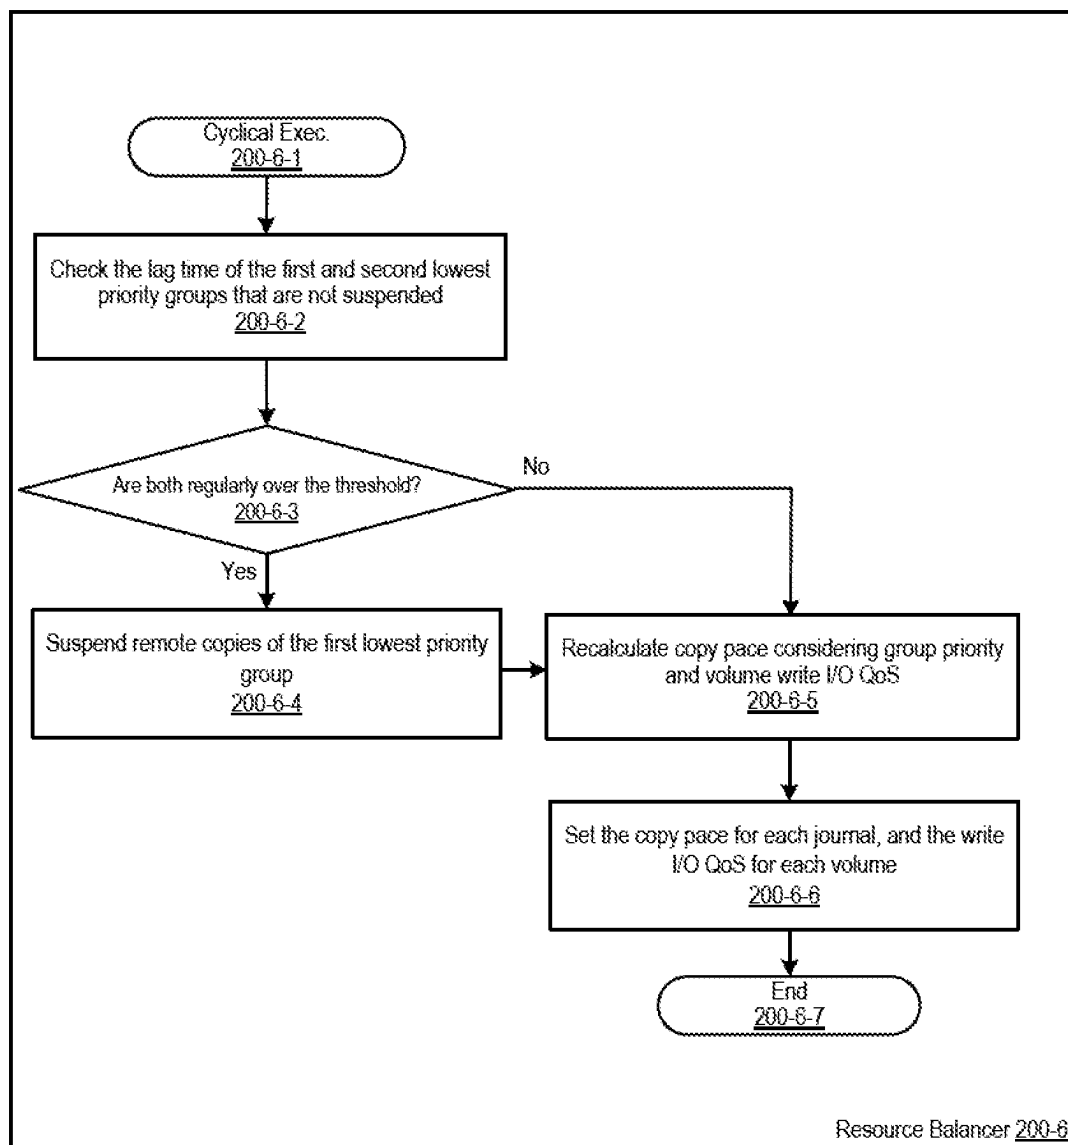 Cyclical Exec.
200-6-1
Check the lag time of the first and second lowest
priority groups that are not suspended
200-6-2
Are both regularly over the threshold?
200-6-3
No
Yes
Suspend remote copies of the first lowest priority
group
200-6-4
Recalculate copy pace considering group priority
and volume write I/O QoS
200-6-5
Set the copy pace for each journal, and the write
I/O QoS for each volume
200-6-6
End
200-6-7
Resource Balancer 200-6